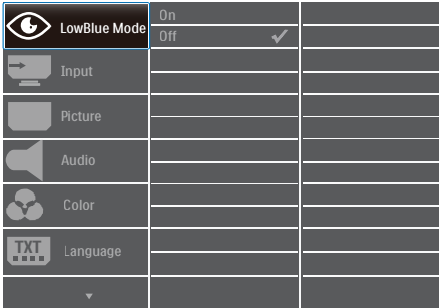 LowBlue Mode
On
Off
Input
Picture
Audio
Color
TXT
Language